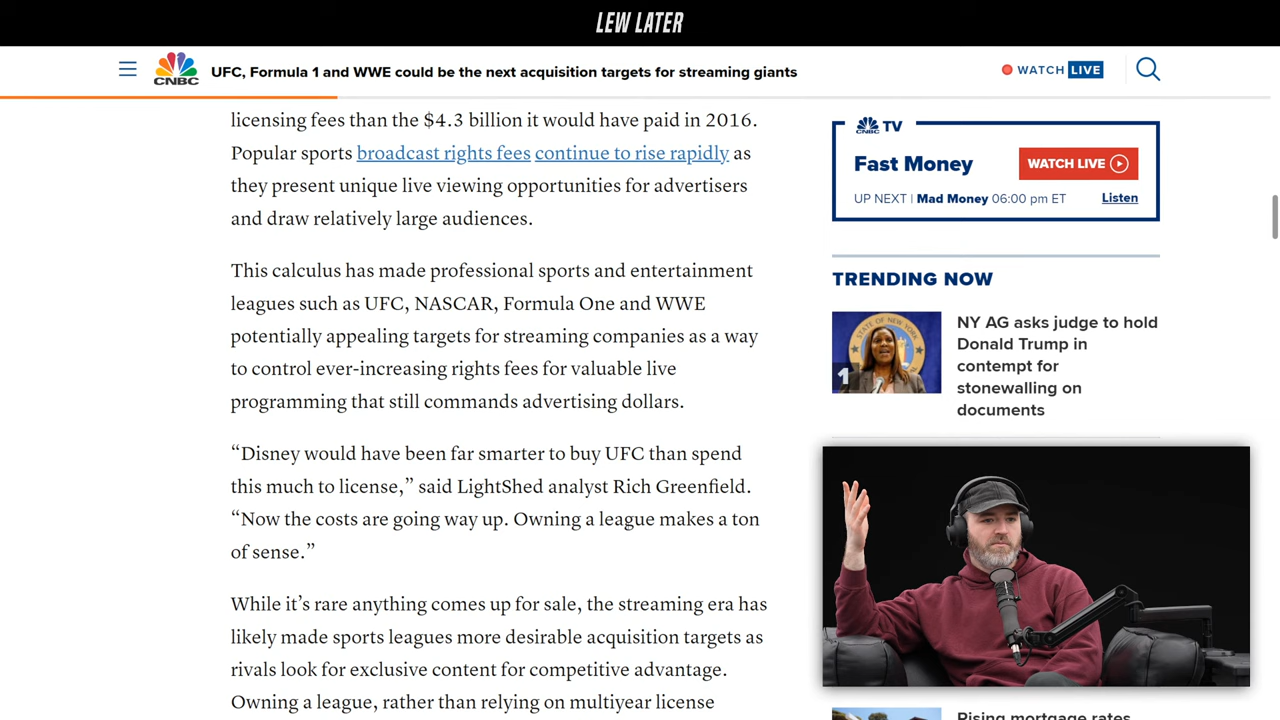 LEW LATER
CNBC
UFC, Formula 1 and WWE could be the next acquisition targets for streaming giants
WATCH LIVE
licensing fees than the $4.3 billion it would have paid in 2016.
Popular sports broadcast rights fees continue to rise rapidly as
they present unique live viewing opportunities for advertisers
and draw relatively large audiences.
This calculus has made professional sports and entertainment
leagues such as UFC, NASCAR, Formula One and WWE
potentially appealing targets for streaming companies as a way
to control ever-increasing rights fees for valuable live
programming that still commands advertising dollars.
“Disney would have been far smarter to buy UFC than spend
this much to license,” said LightShed analyst Rich Greenfield.
“Now the costs are going way up. Owning a league makes a ton
of sense.”
While it’s rare anything comes up for sale, the streaming era has
likely made sports leagues more desirable acquisition targets as
rivals look for exclusive content for competitive advantage.
Owning a league, rather than relying on multiyear license
CNBC TV
Fast Money
WATCH LIVE
UP NEXT | Mad Money 06:00 pm ET
Listen
TRENDING NOW
STATE OF NEW YORK
1
NY AG asks judge to hold
Donald Trump in
contempt for
stonewalling on
documents
Rising mortgage rates